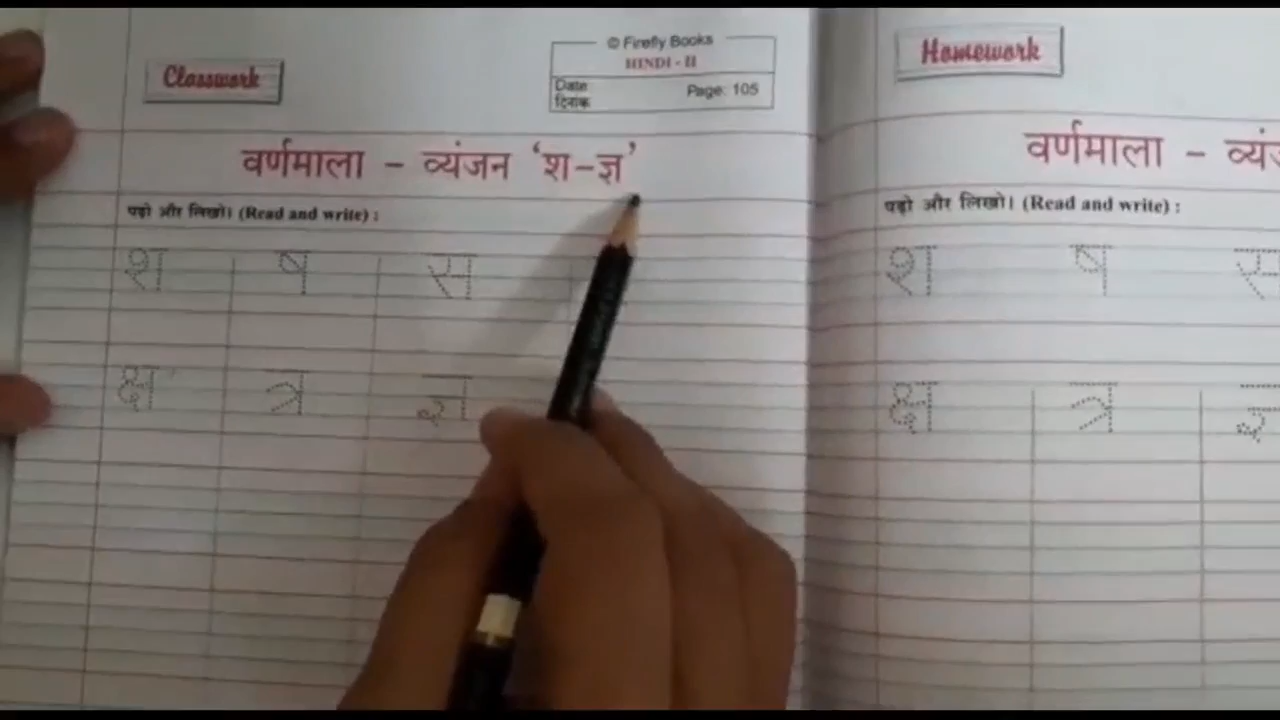 Classwork
© Firefly Books
HINDI - II
Date
दिनांक
Page: 105
वर्णमाला - व्यंजन ‘श-ज्ञ’
पढ़ो और लिखो। (Read and write) :
श ष स
क्ष त्र ज्ञ
Homework
वर्णमाला -
पढ़ो और लिखो। (Read and write) :
श ष स
क्ष त्र